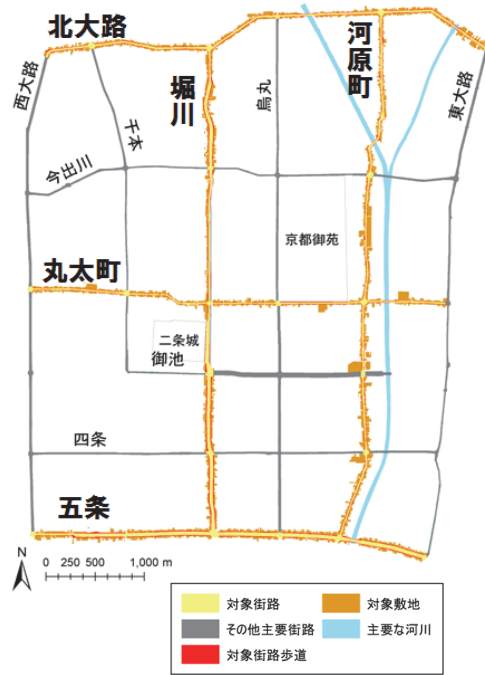 北大路
河原町
堀川
烏丸
西大路
東大路
千本
今出川
京都御苑
丸太町
二条城
御池
四条
五条
N
0 250 500 1,000 m
対象街路 対象敷地
その他主要街路 主要な河川
対象街路歩道